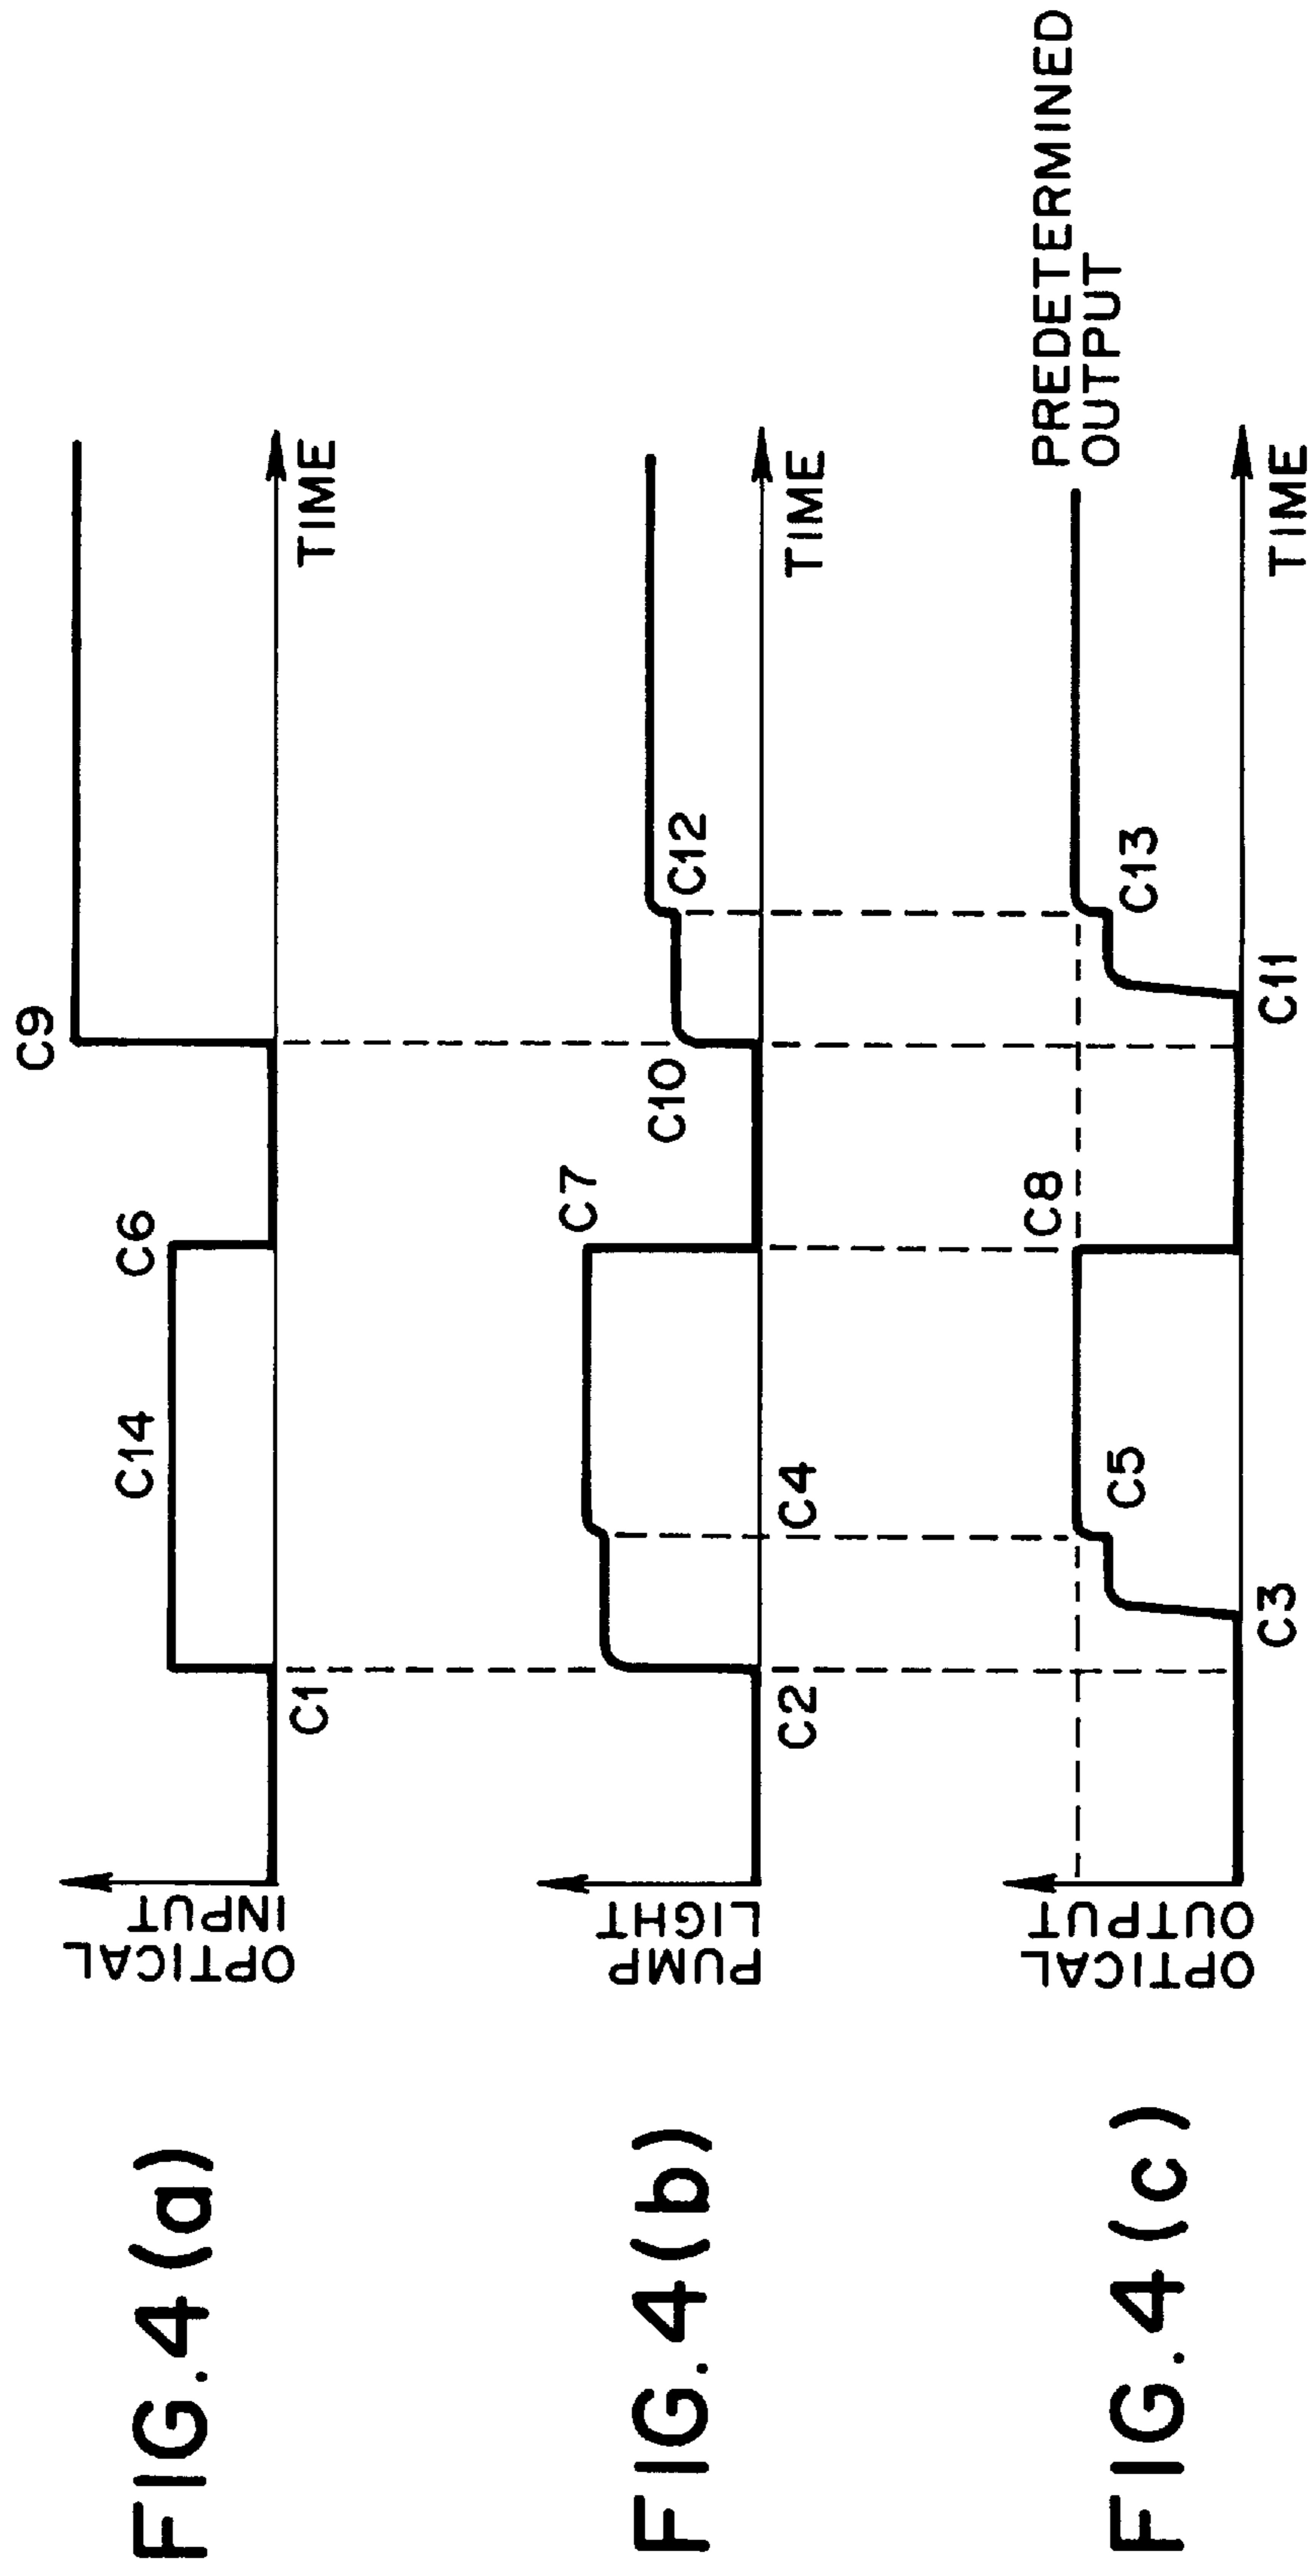 FIG. 4(a)
OPTICAL
INPUT
C1
C14
C6
C9
TIME
FIG. 4(b)
PUMP
LIGHT
C2
C4
C7
C10
C12
TIME
FIG. 4(c)
OPTICAL
OUTPUT
C3
C5
C8
C11
C13
PREDETERMINED
OUTPUT
TIME